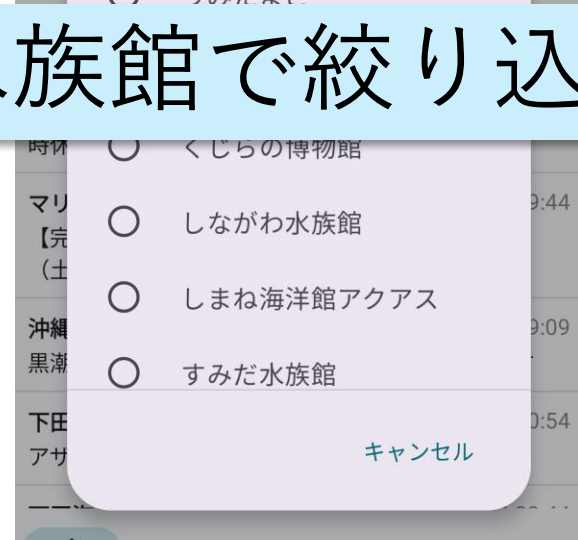 族館で絞り込
くじらの博物館
しながわ水族館
しまね海洋館アクアス
すみだ水族館
キャンセル
時休
マリ
9:44
【完
（土
沖縄
9:09
黒潮
下田
0:54
アサ